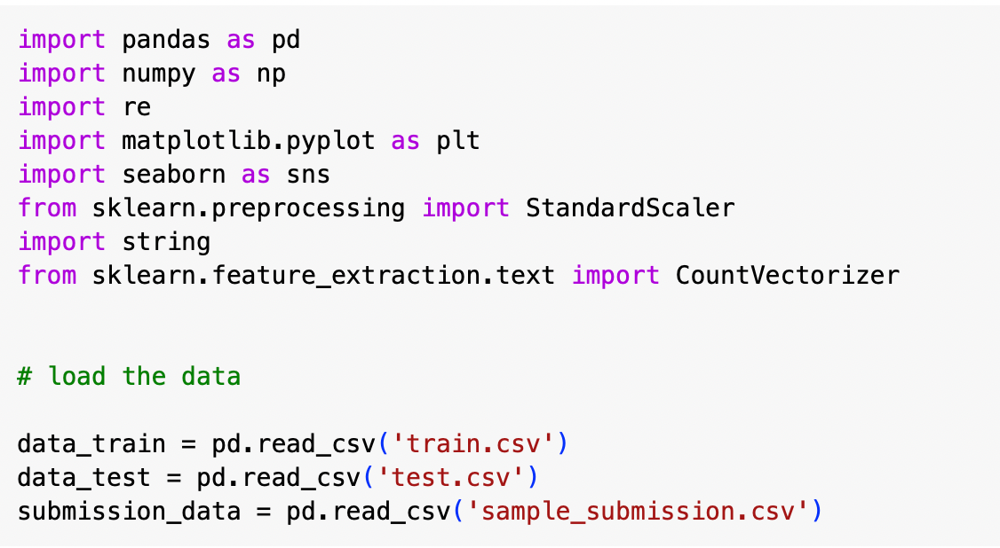 import pandas as pd
import numpy as np
import re
import matplotlib.pyplot as plt
import seaborn as sns
from sklearn.preprocessing import StandardScaler
import string
from sklearn.feature_extraction.text import CountVectorizer
# load the data
data_train = pd.read_csv('train.csv')
data_test = pd.read_csv('test.csv')
submission_data = pd.read_csv('sample_submission.csv')